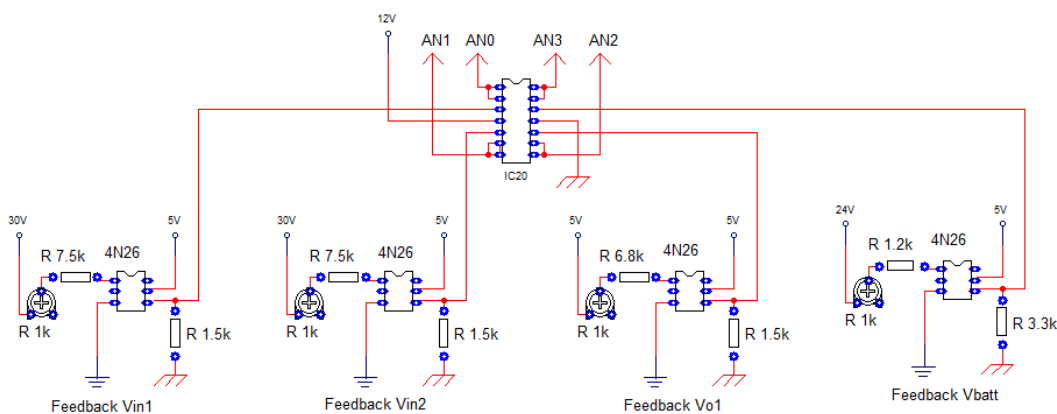 12V
AN1
AN0
AN3
AN2
IC20
30V
5V
R 7.5k
4N26
R 1k
R 1.5k
Feedback Vin1
30V
5V
R 7.5k
4N26
R 1k
R 1.5k
Feedback Vin2
5V
5V
R 6.8k
4N26
R 1k
R 1.5k
Feedback Vo1
24V
5V
R 1.2k
4N26
R 1k
R 3.3k
Feedback Vbatt